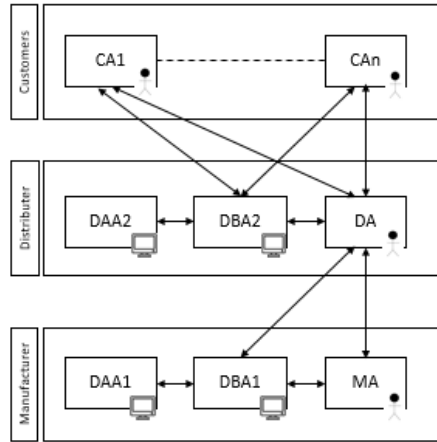 Customers
CA1
CAn
Distributer
DAA2
DBA2
DA
Manufacturer
DAA1
DBA1
MA